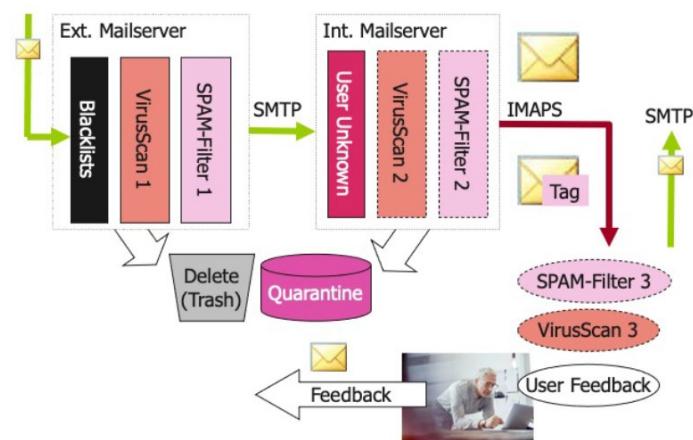 Ext. Mailserver
Blacklists
VirusScan 1
SPAM-Filter 1
SMTP
Int. Mailserver
User Unknown
VirusScan 2
SPAM-Filter 2
IMAPS
SMTP
Tag
Delete
(Trash)
Quarantine
SPAM-Filter 3
VirusScan 3
User Feedback
Feedback